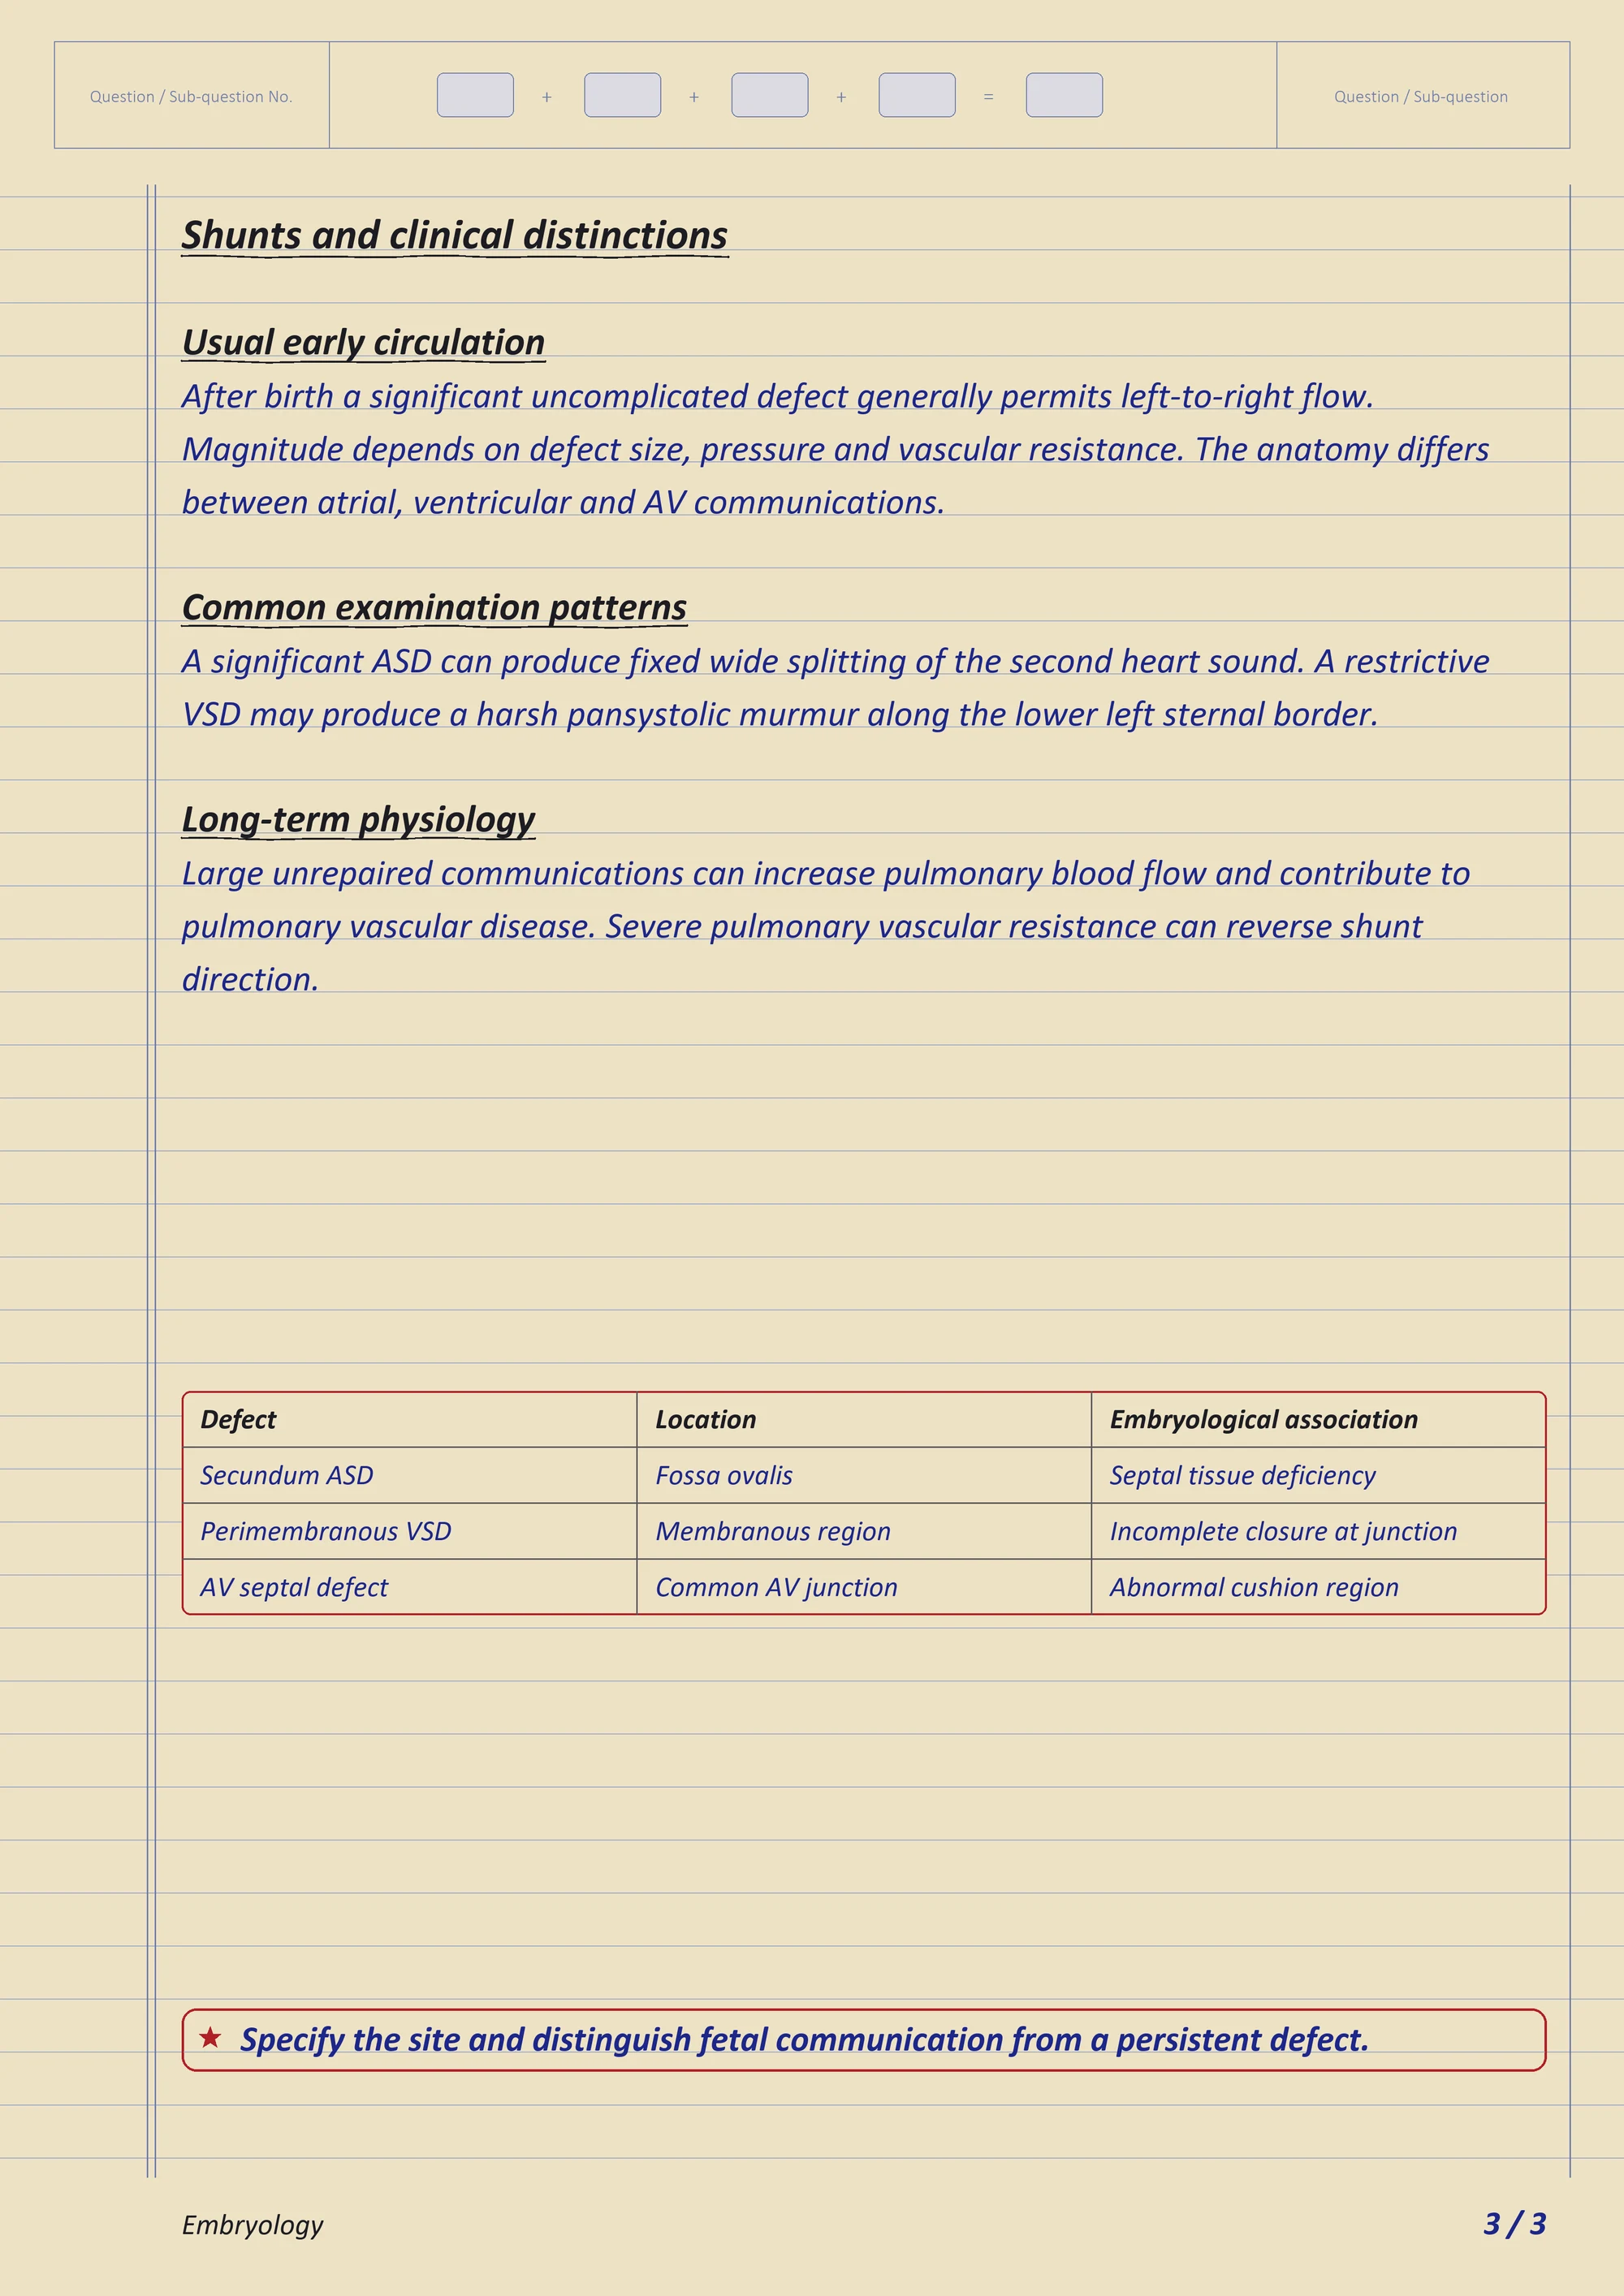 Question / Sub-question No.
+ + + =
Question / Sub-question
Shunts and clinical distinctions
Usual early circulation
After birth a significant uncomplicated defect generally permits left-to-right flow.
Magnitude depends on defect size, pressure and vascular resistance. The anatomy differs
between atrial, ventricular and AV communications.
Common examination patterns
A significant ASD can produce fixed wide splitting of the second heart sound. A restrictive
VSD may produce a harsh pansystolic murmur along the lower left sternal border.
Long-term physiology
Large unrepaired communications can increase pulmonary blood flow and contribute to
pulmonary vascular disease. Severe pulmonary vascular resistance can reverse shunt
direction.
Defect Location Embryological association
Secundum ASD Fossa ovalis Septal tissue deficiency
Perimembranous VSD Membranous region Incomplete closure at junction
AV septal defect Common AV junction Abnormal cushion region
★ Specify the site and distinguish fetal communication from a persistent defect.
Embryology
3 / 3